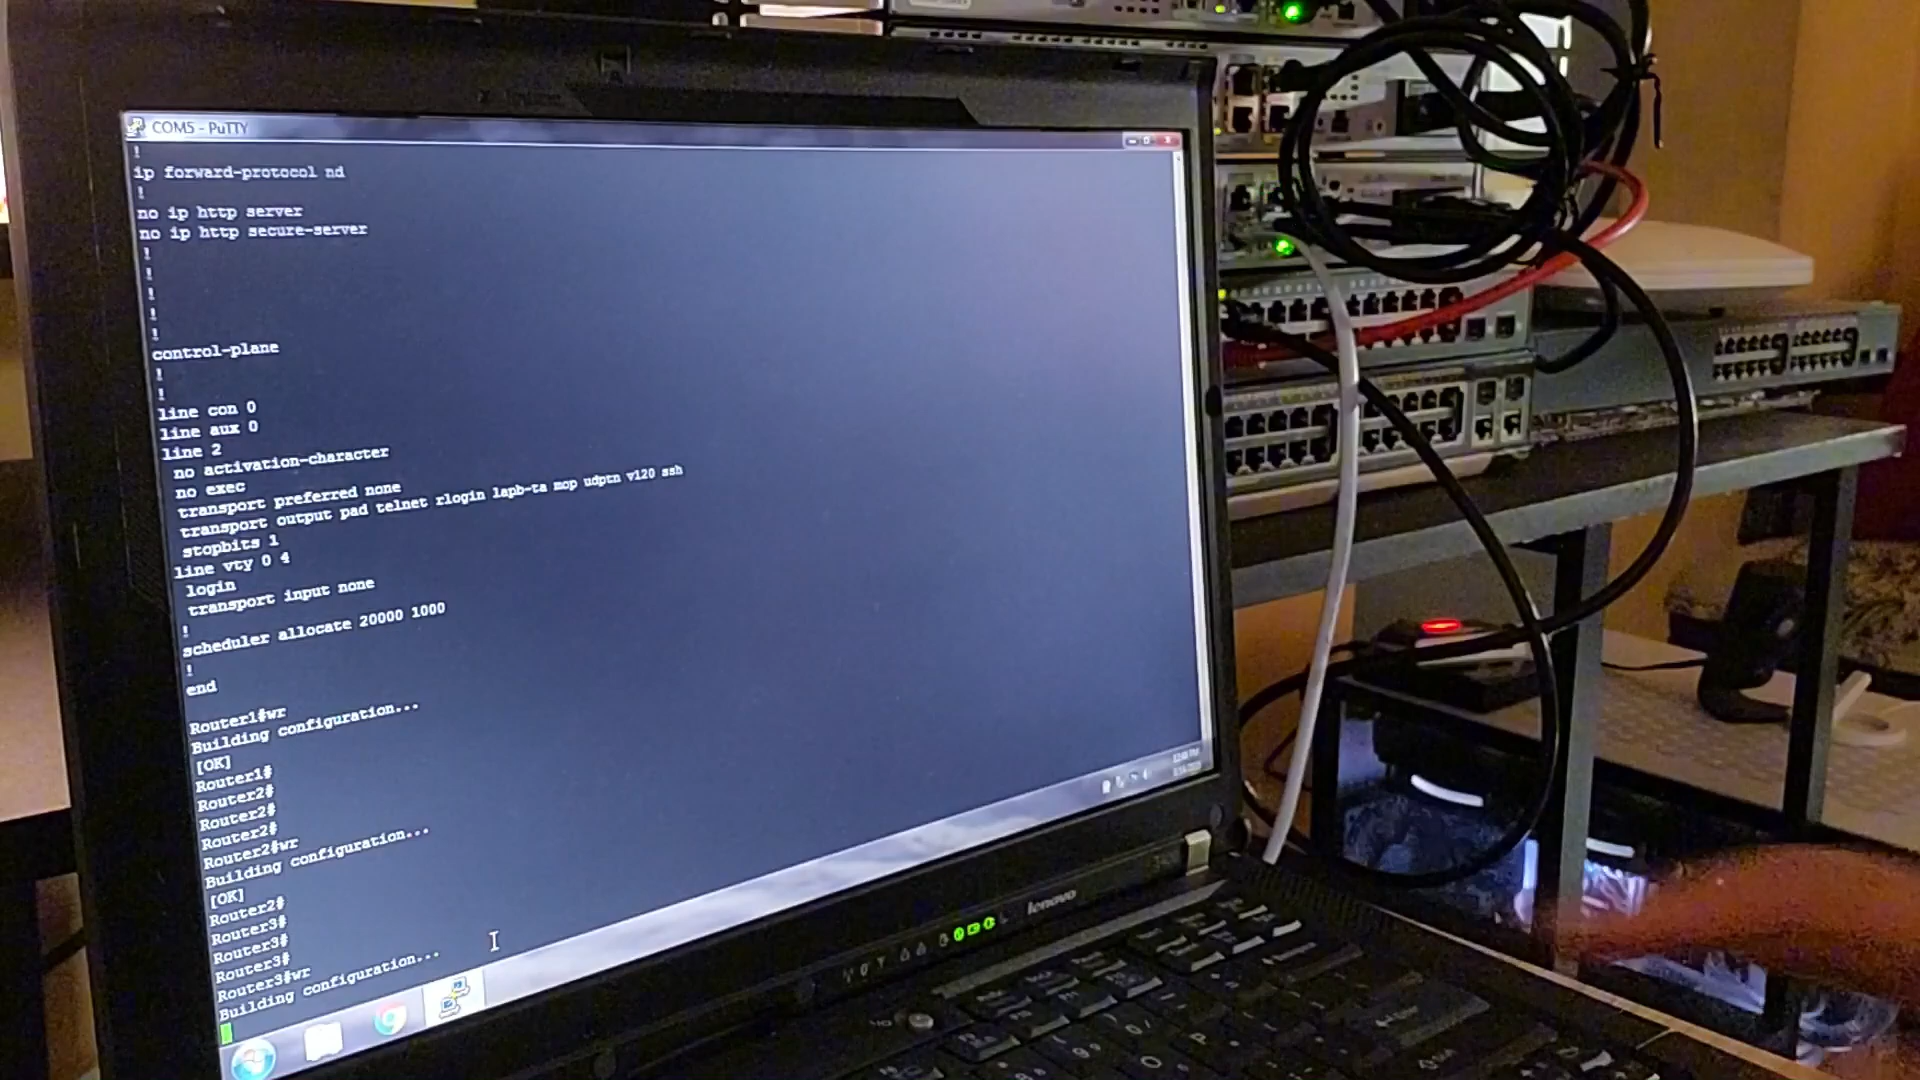 COM5 - PuTTY
!
ip forward-protocol nd
!
no ip http server
no ip http secure-server
!
!
!
!
!
control-plane
!
!
line con 0
line aux 0
line 2
no activation-character
no exec
transport preferred none
transport output pad telnet rlogin lapb-ta mop udptn v120 ssh
stopbits 1
line vty 0 4
login
transport input none
!
scheduler allocate 20000 1000
!
end
Router1#wr
Building configuration...
[OK]
Router1#
Router2#
Router2#
Router2#
Router2#wr
Building configuration...
[OK]
Router2#
Router3#
Router3#
Router3#
Router3#wr
Building configuration...
lenovo